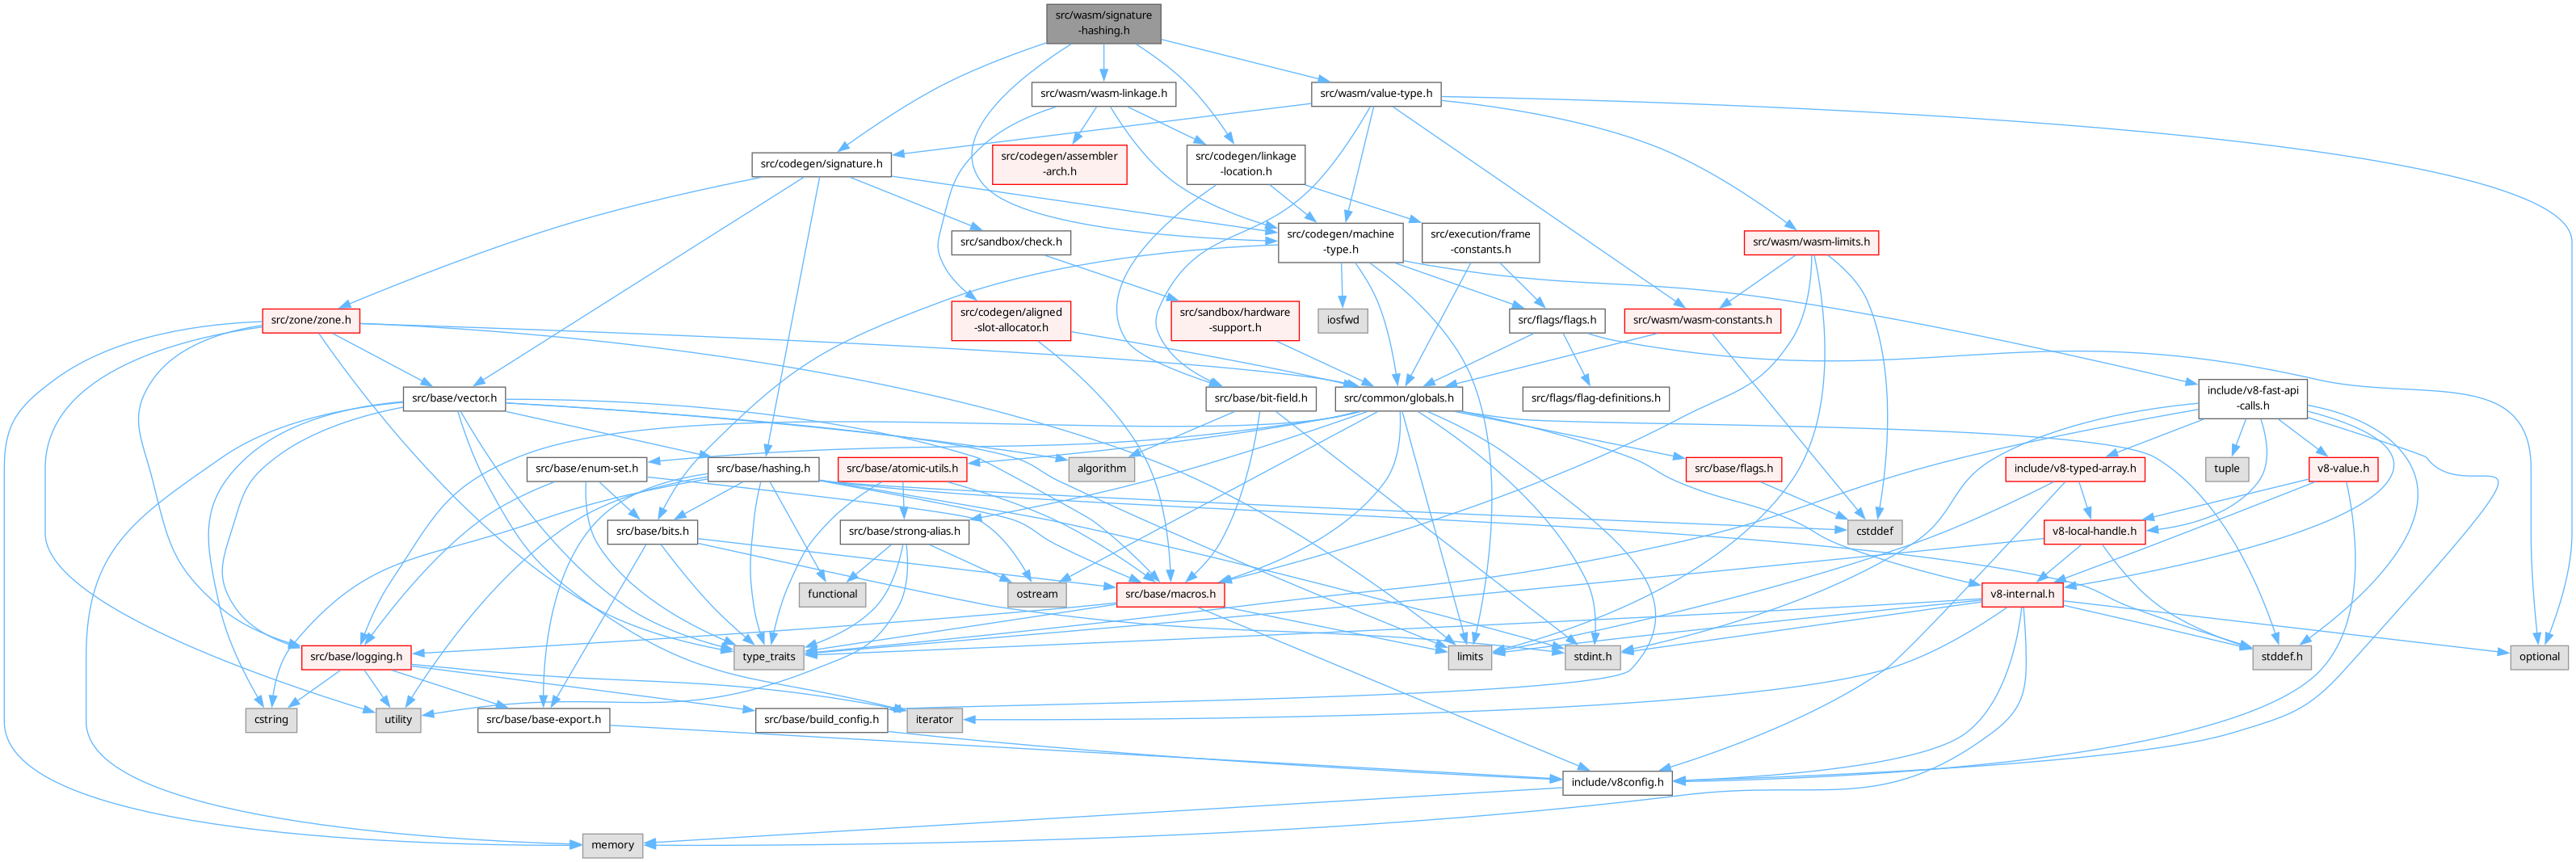 src/wasm/signature
-hashing.h
src/wasm/wasm-linkage.h
src/wasm/value-type.h
src/codegen/signature.h
src/codegen/assembler
-arch.h
src/codegen/linkage
-location.h
src/sandbox/check.h
src/codegen/machine
-type.h
src/execution/frame
-constants.h
src/wasm/wasm-limits.h
src/zone/zone.h
src/codegen/aligned
-slot-allocator.h
src/sandbox/hardware
-support.h
iosfwd
src/flags/flags.h
src/wasm/wasm-constants.h
src/base/vector.h
src/base/bit-field.h
src/common/globals.h
src/flags/flag-definitions.h
include/v8-fast-api
-calls.h
src/base/enum-set.h
src/base/hashing.h
src/base/atomic-utils.h
algorithm
src/base/flags.h
include/v8-typed-array.h
tuple
v8-value.h
src/base/bits.h
src/base/strong-alias.h
cstddef
v8-local-handle.h
functional
ostream
src/base/macros.h
v8-internal.h
src/base/logging.h
type_traits
limits
stdint.h
stddef.h
optional
cstring
utility
src/base/base-export.h
src/base/build_config.h
iterator
include/v8config.h
memory